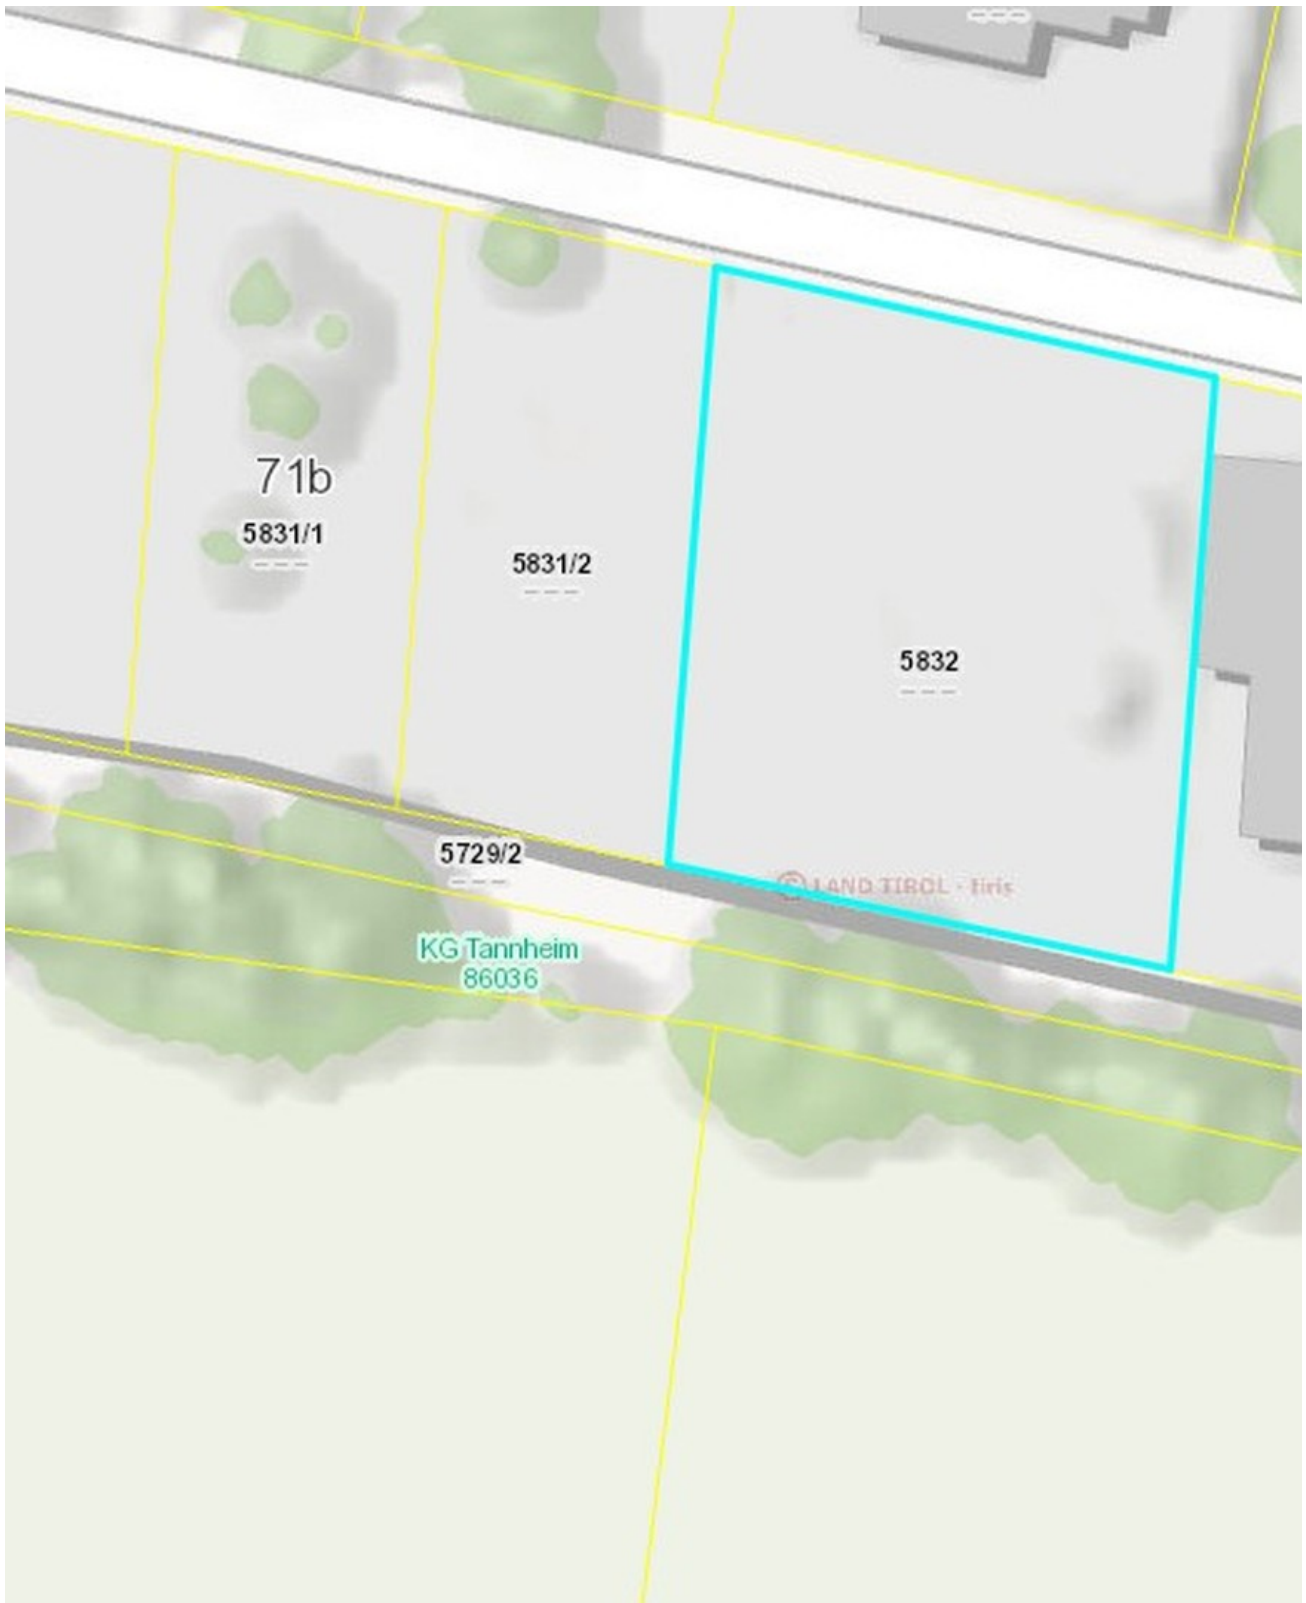 71b
5831/1
5831/2
5832
© LAND TIROL - tiris
5729/2
KG Tannheim
86036